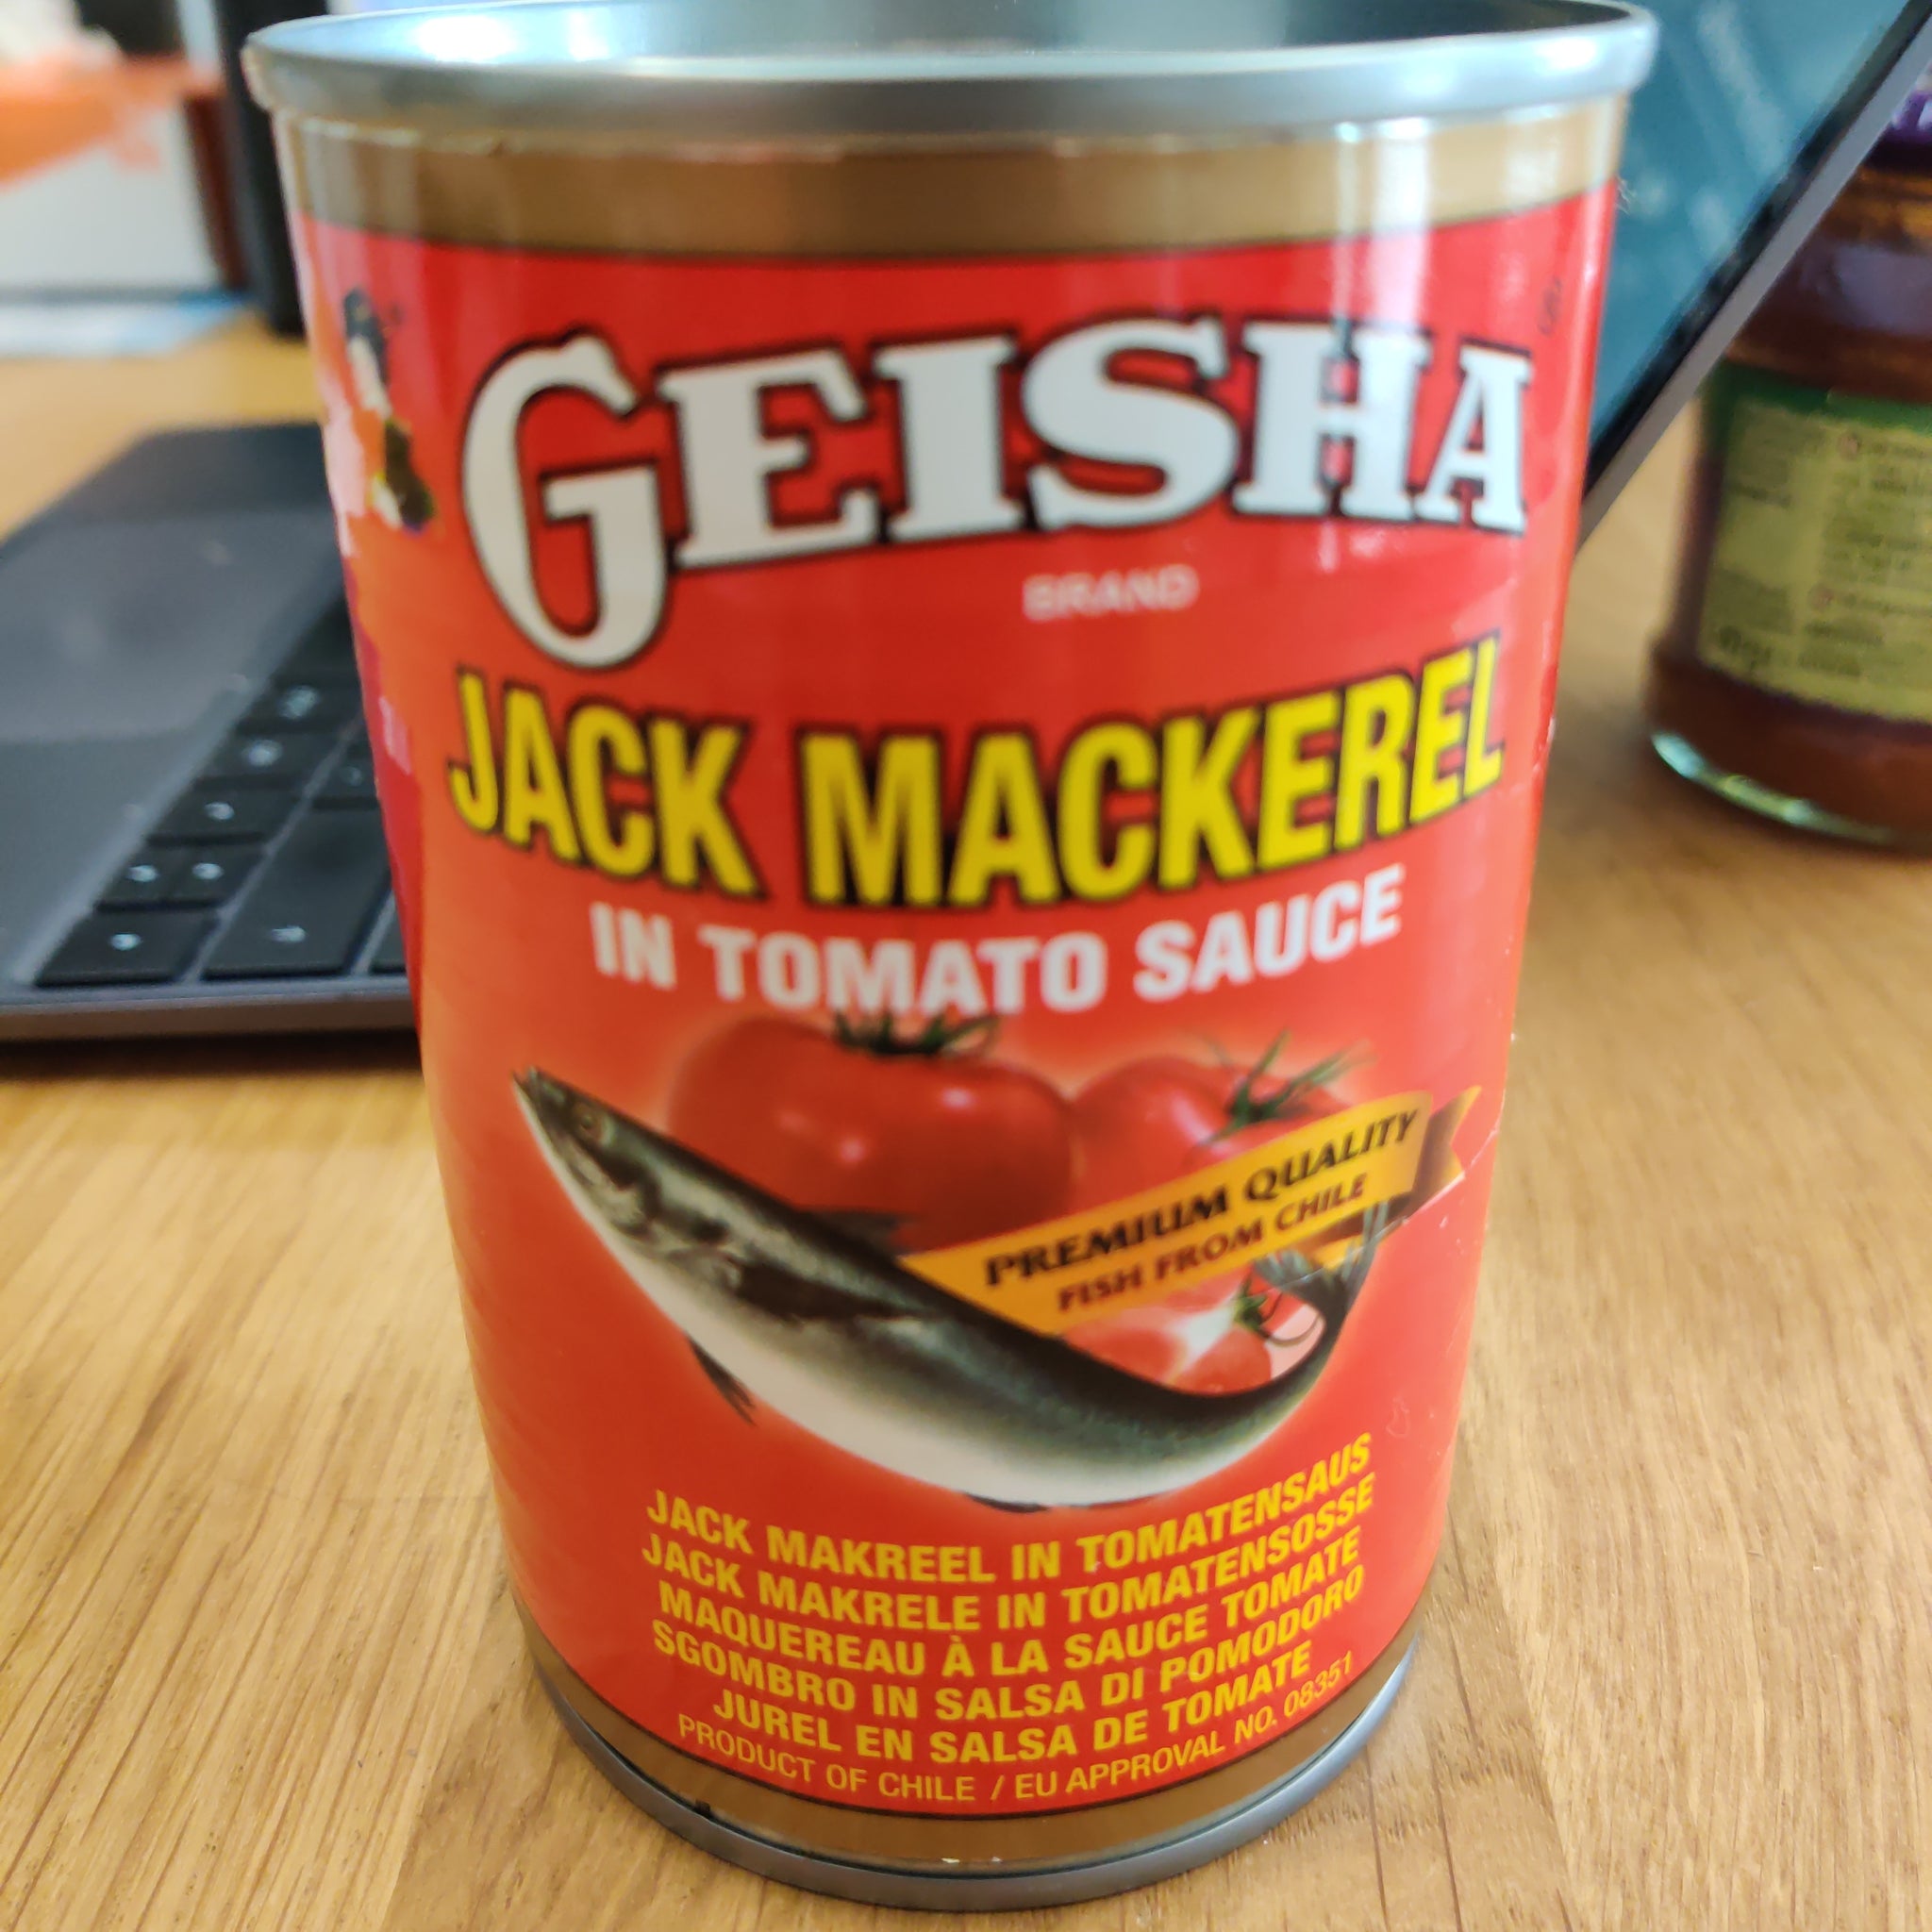 GEISHA
BRAND
JACK MACKEREL
IN TOMATO SAUCE
PREMIUM QUALITY
FISH FROM CHILE
JACK MAKREEL IN TOMATENSAUS
JACK MAKRELE IN TOMATENSOSSE
MAQUEREAU À LA SAUCE TOMATE
SGOMBRO IN SALSA DI POMODORO
JUREL EN SALSA DE TOMATE
PRODUCT OF CHILE / EU APPROVAL NO. 08351